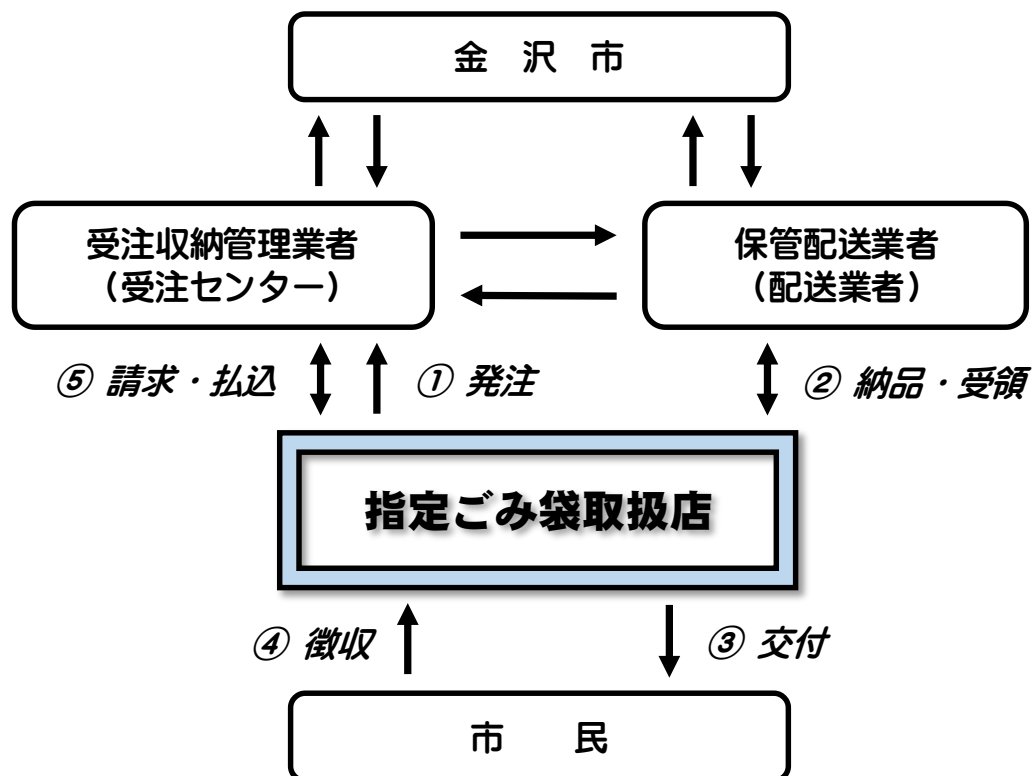 金 沢 市
受注収納管理業者
(受注センター)
保管配送業者
(配送業者)
⑤ 請求・払込
① 発注
② 納品・受領
指定ごみ袋取扱店
④ 徴収
③ 交付
市 民